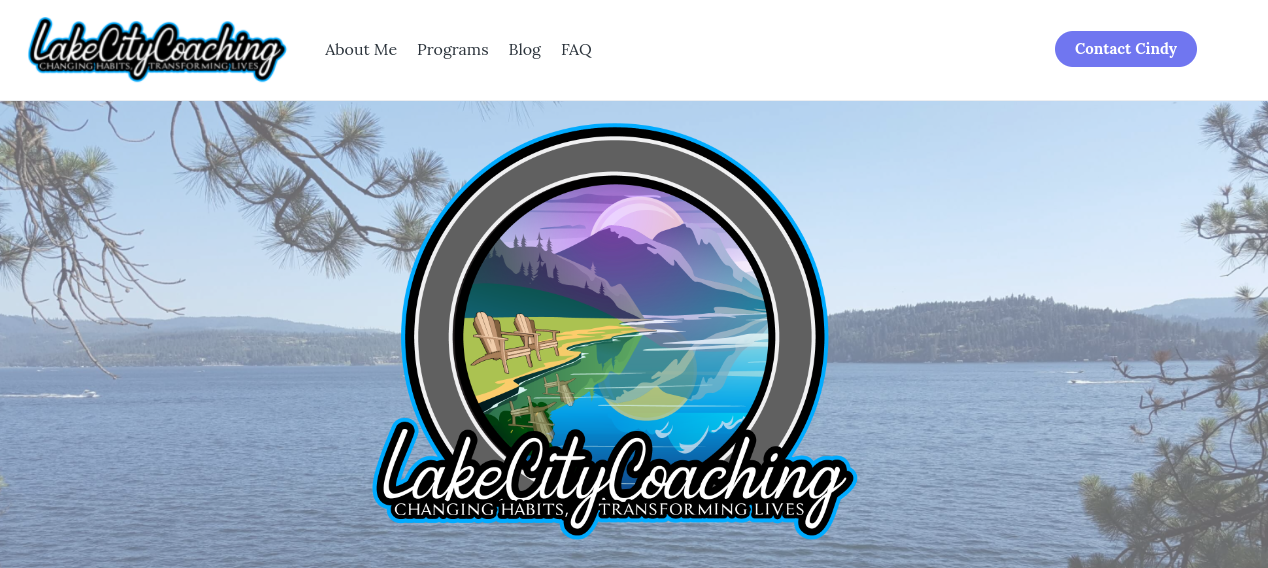 LakeCityCoaching
CHANGING HABITS, TRANSFORMING LIVES
About Me
Programs
Blog
FAQ
Contact Cindy
LakeCityCoaching
CHANGING HABITS, TRANSFORMING LIVES